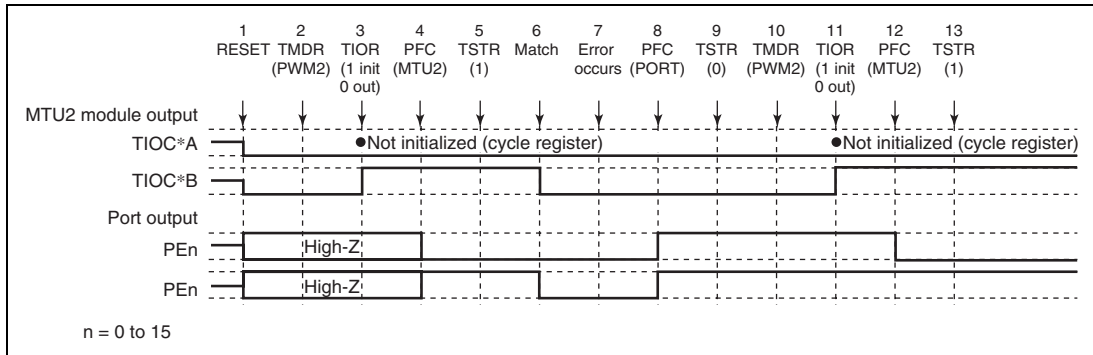 1 2 3 4 5 6 7 8 9 10 11 12 13
RESET TMDR TIOR PFC TSTR Match Error PFC TSTR TMDR TIOR PFC TSTR
(PWM2) (1 init (MTU2) (1) occurs (PORT) (0) (PWM2) (1 init (MTU2) (1)
0 out) 0 out)
MTU2 module output
TIOC*A ●Not initialized (cycle register) ●Not initialized (cycle register)
TIOC*B
Port output
PEn High-Z
PEn High-Z
n = 0 to 15